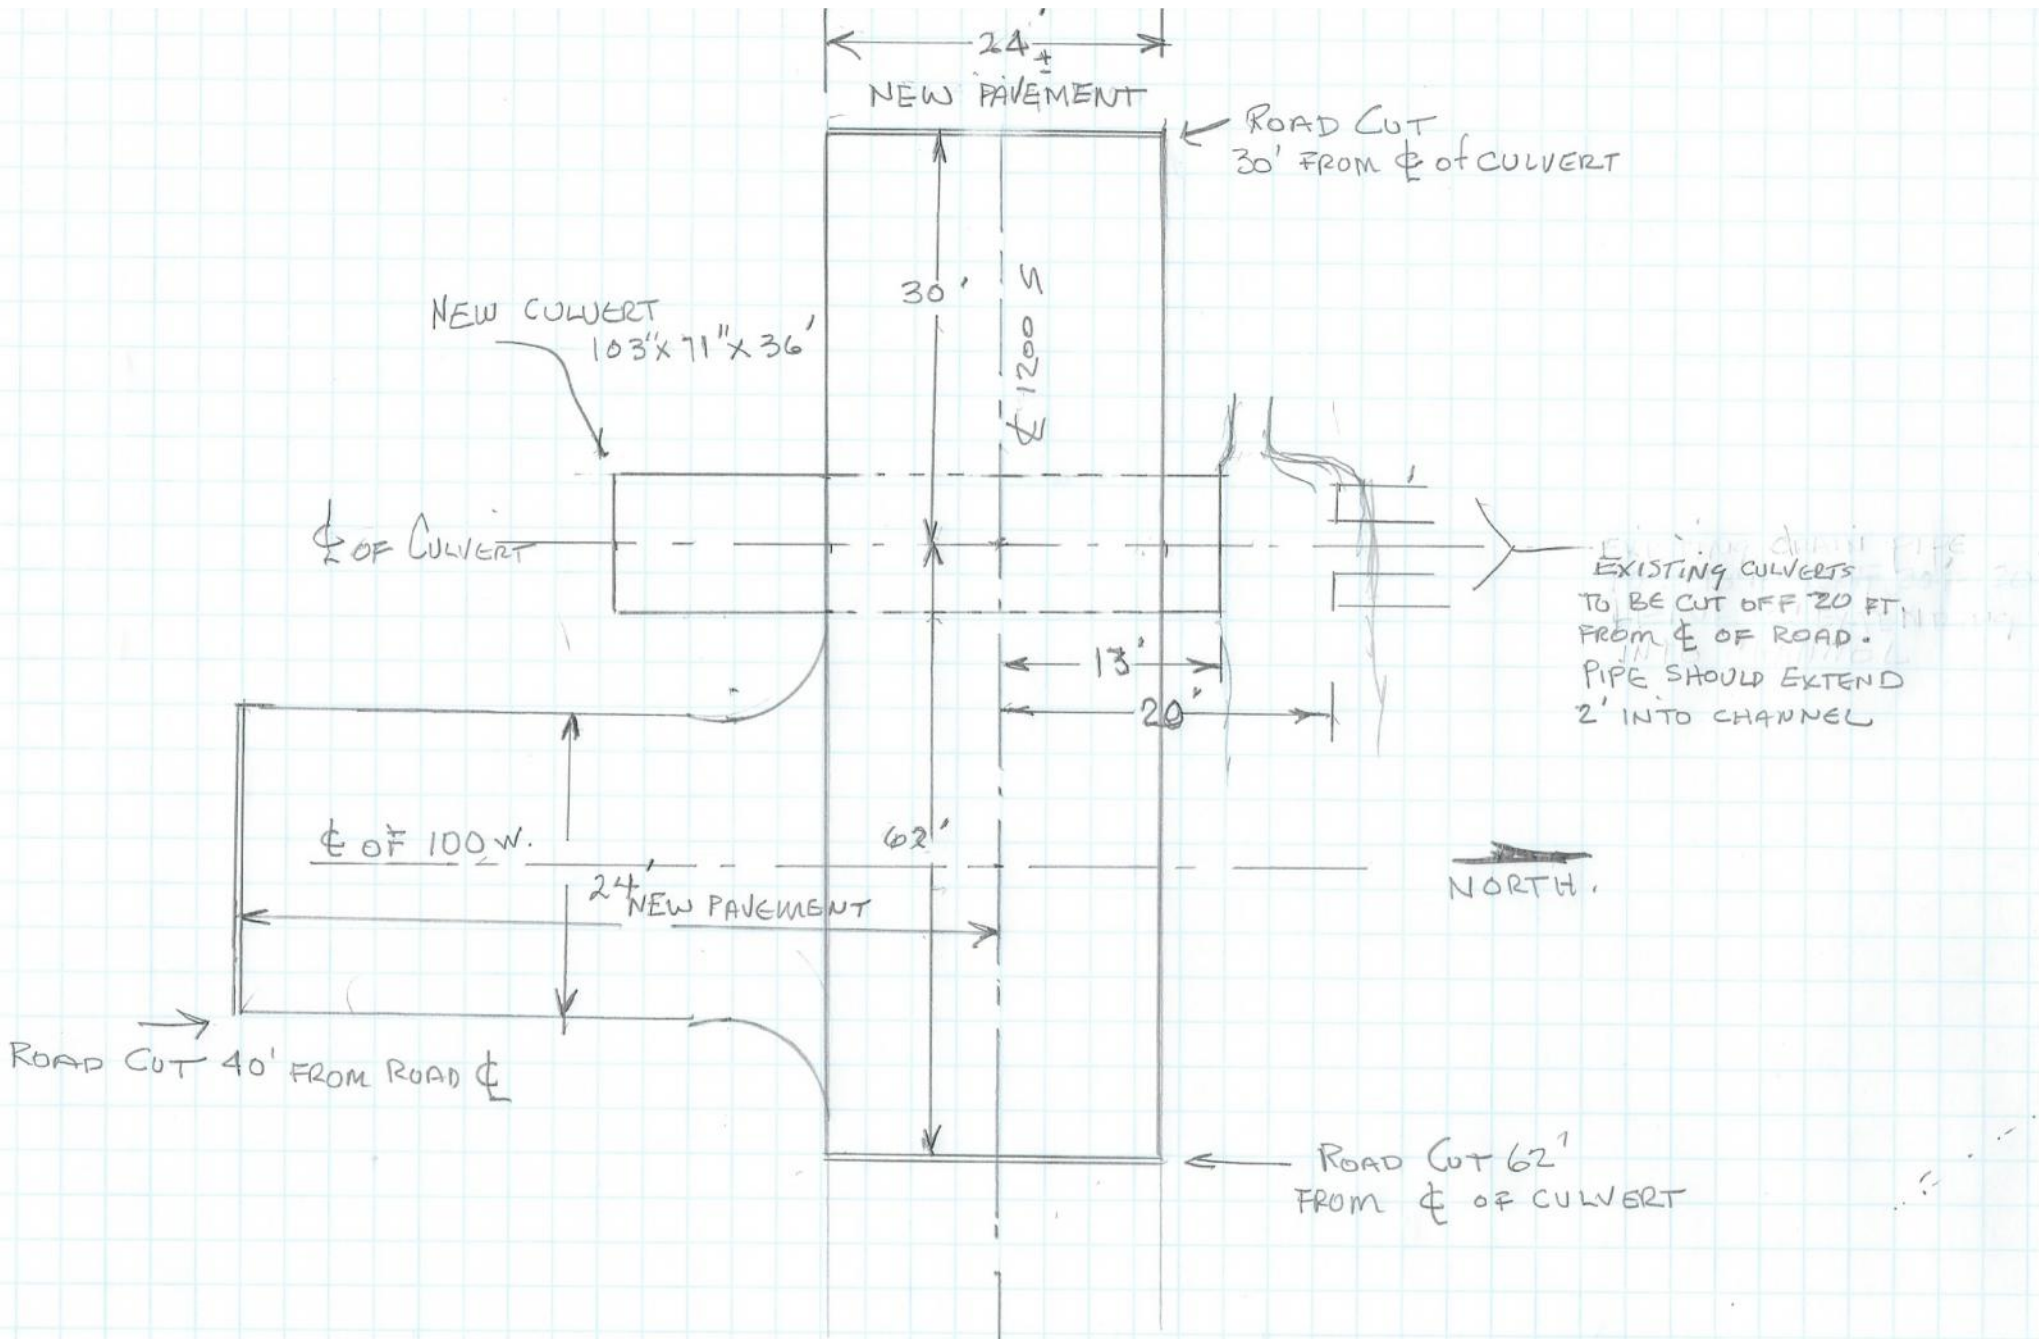 24'±
NEW PAVEMENT
ROAD CUT
30' FROM ℄ of CULVERT
30'
℄ 1200 S
NEW CULVERT
103"x71"x36'
℄ OF CULVERT
EXISTING CULVERTS
TO BE CUT OFF 20 FT.
FROM ℄ OF ROAD.
PIPE SHOULD EXTEND
2' INTO CHANNEL
13'
20'
62'
℄ OF 100 W.
24'
NEW PAVEMENT
NORTH.
ROAD CUT 40' FROM ROAD ℄
ROAD CUT 62'
FROM ℄ OF CULVERT